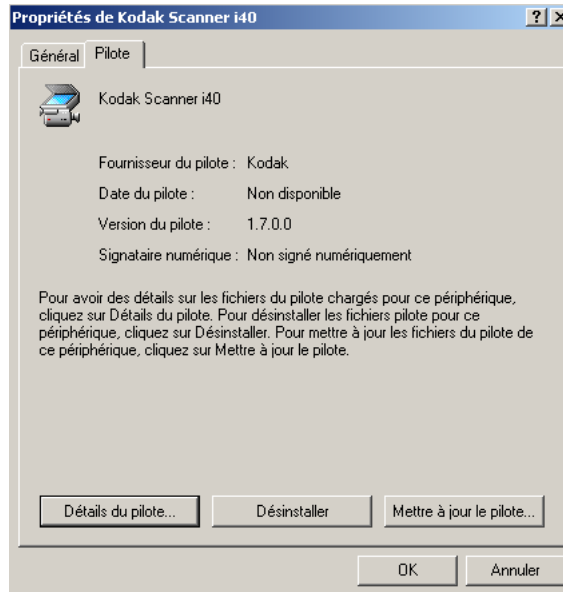 Propriétés de Kodak Scanner i40
Général Pilote
Kodak Scanner i40
Fournisseur du pilote : Kodak
Date du pilote : Non disponible
Version du pilote : 1.7.0.0
Signataire numérique : Non signé numériquement
Pour avoir des détails sur les fichiers du pilote chargés pour ce périphérique,
cliquez sur Détails du pilote. Pour désinstaller les fichiers pilote pour ce
périphérique, cliquez sur Désinstaller. Pour mettre à jour les fichiers du pilote de
ce périphérique, cliquez sur Mettre à jour le pilote.
Détails du pilote... Désinstaller Mettre à jour le pilote...
OK Annuler